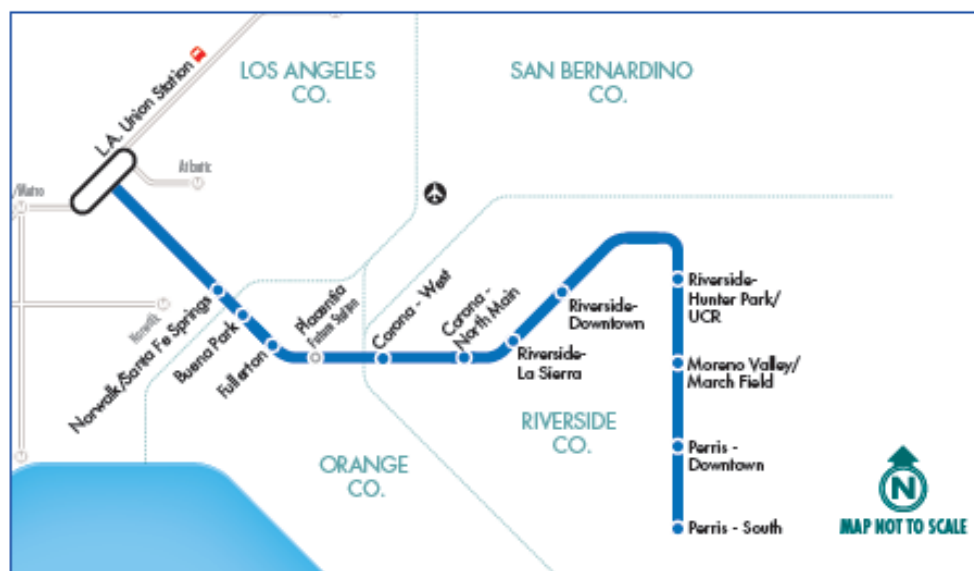 LOS ANGELES
CO.
SAN BERNARDINO
CO.
L.A. Union Station
Atlantic
/Metro
Norwalk
Norwalk/Santa Fe Springs
Buena Park
Fullerton
Placentia
Future Station
Corona - West
Corona -
North Main
Riverside-
La Sierra
Riverside-
Downtown
Riverside-
Hunter Park/
UCR
Moreno Valley/
March Field
Perris -
Downtown
Perris - South
ORANGE
CO.
RIVERSIDE
CO.
N
MAP NOT TO SCALE